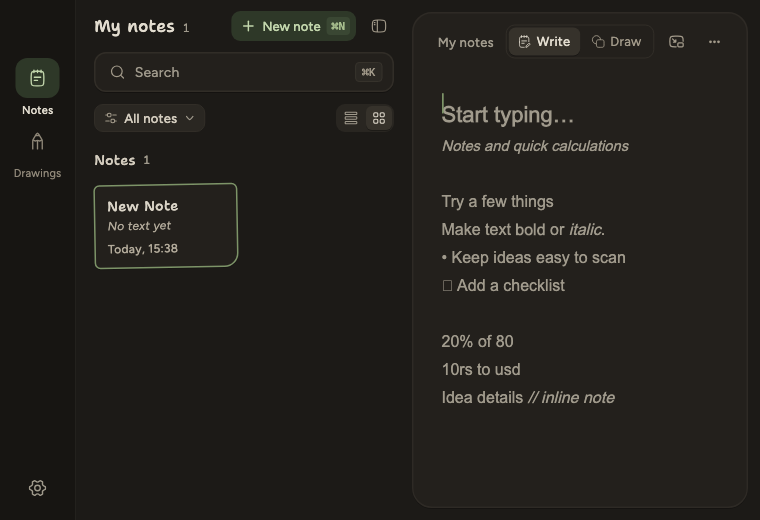 Notes
Drawings
My notes 1
+ New note ⌘N
Search ⌘K
All notes
Notes 1
New Note
No text yet
Today, 15:38
My notes
Write
Draw
Start typing...
Notes and quick calculations
Try a few things
Make text bold or italic.
• Keep ideas easy to scan
☐ Add a checklist
20% of 80
10rs to usd
Idea details // inline note